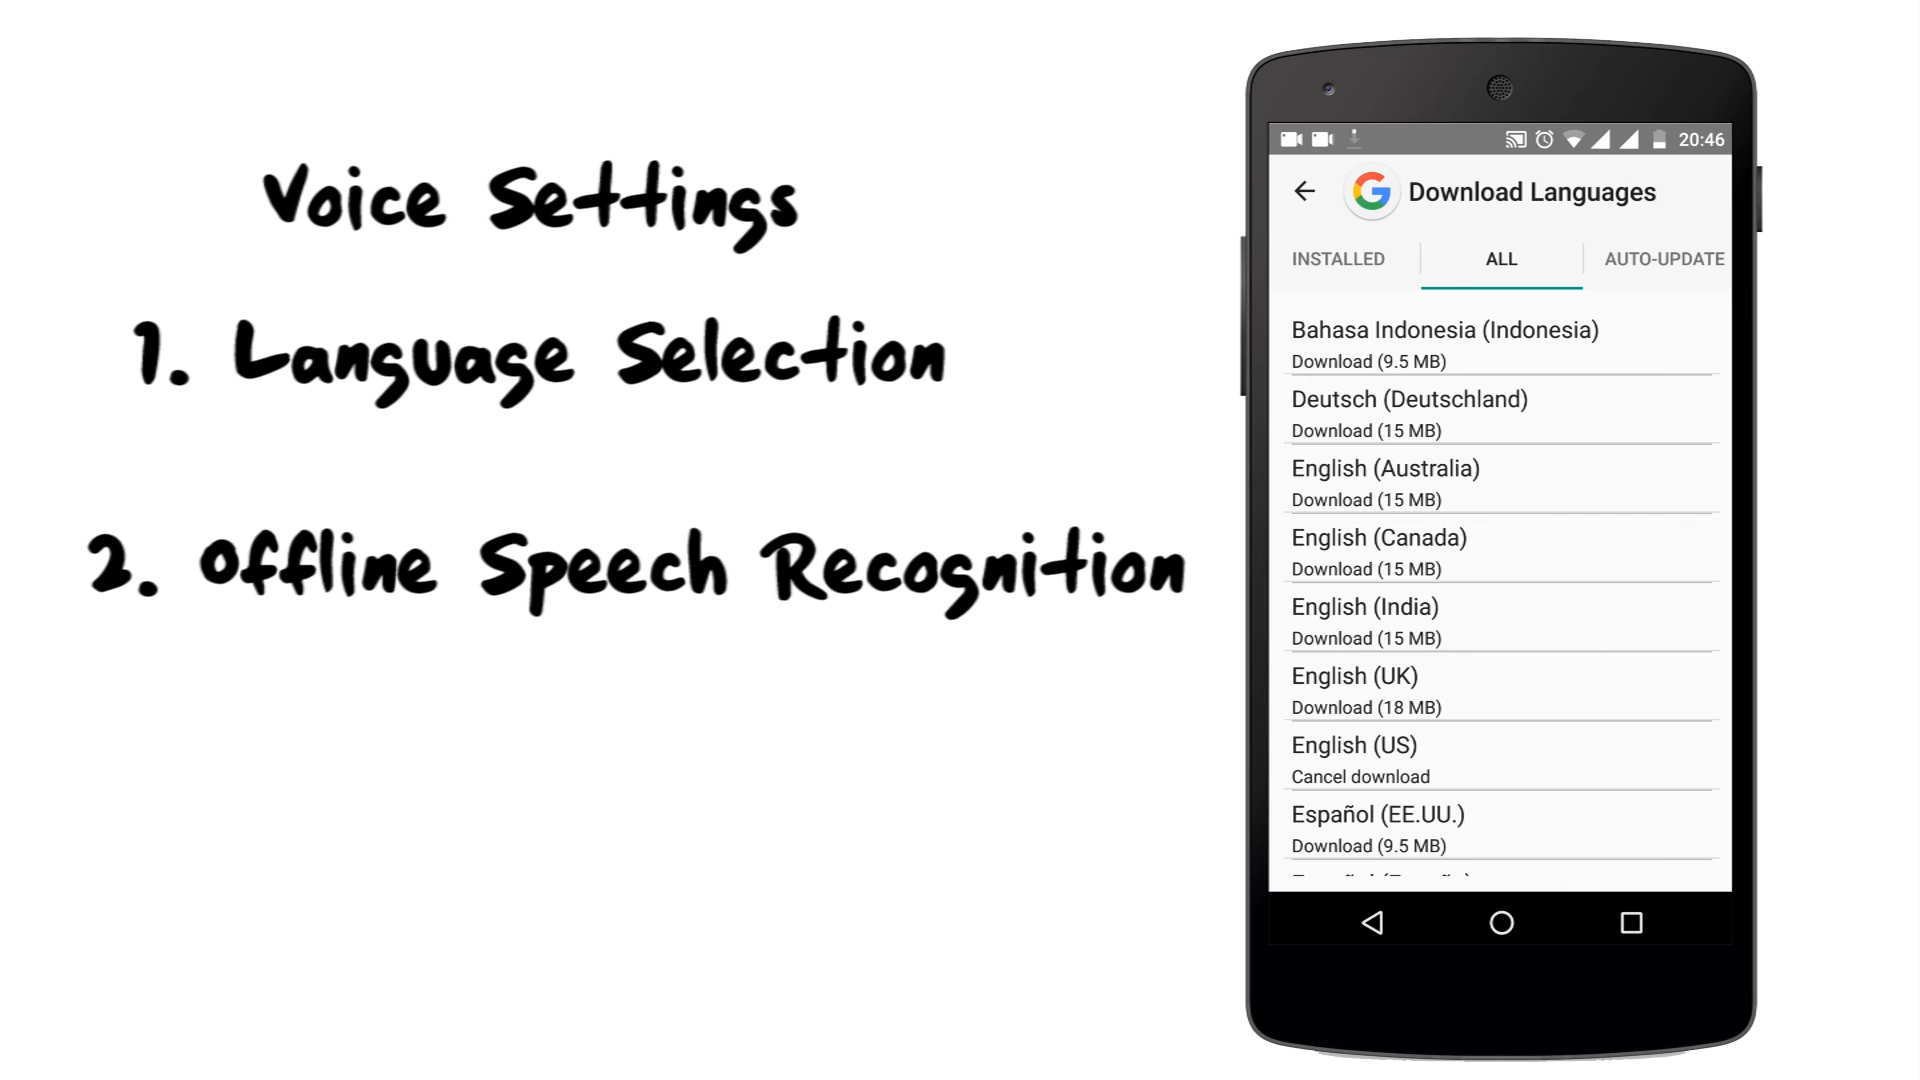 Voice Settings
1. Language Selection
2. Offline Speech Recognition
20:46
Download Languages
INSTALLED
ALL
AUTO-UPDATE
Bahasa Indonesia (Indonesia)
Download (9.5 MB)
Deutsch (Deutschland)
Download (15 MB)
English (Australia)
Download (15 MB)
English (Canada)
Download (15 MB)
English (India)
Download (15 MB)
English (UK)
Download (18 MB)
English (US)
Cancel download
Español (EE.UU.)
Download (9.5 MB)